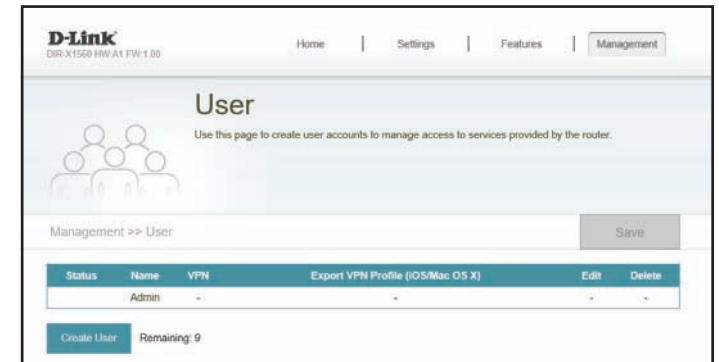 D-Link
DIR-X1560 HW:A1 FW:1.00
Home | Settings | Features | Management
User
Use this page to create user accounts to manage access to services provided by the router.
Management >> User
Save
Status Name VPN Export VPN Profile (iOS/Mac OS X) Edit Delete
Admin - - - -
Create User Remaining: 9